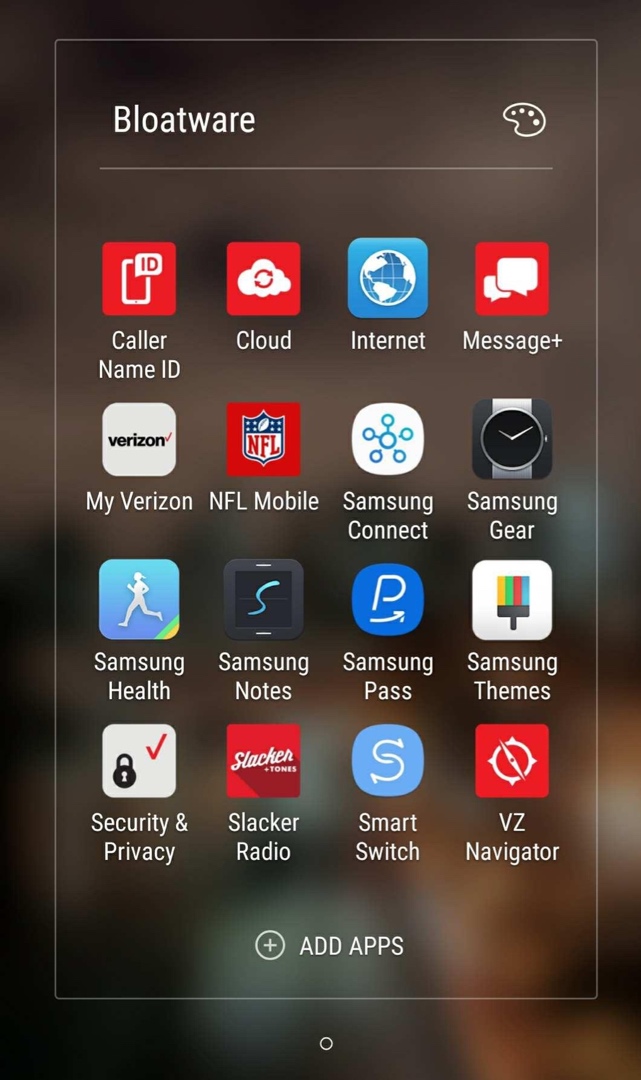 Bloatware
ID
Caller
Name ID
Cloud
Internet
Message+
verizon
My Verizon
NFL
NFL Mobile
Samsung
Connect
Samsung
Gear
Samsung
Health
S
Samsung
Notes
P
Samsung
Pass
Samsung
Themes
Security &
Privacy
Slacker
+TONES
Slacker
Radio
S
Smart
Switch
VZ
Navigator
ADD APPS